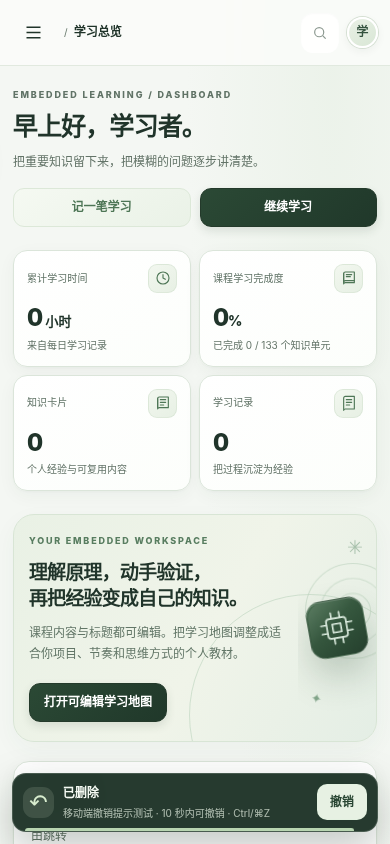 / 学习总览
学
EMBEDDED LEARNING / DASHBOARD
早上好，学习者。
把重要知识留下来，把模糊的问题逐步讲清楚。
记一笔学习
继续学习
累计学习时间
0 小时
来自每日学习记录
课程学习完成度
0%
已完成 0 / 133 个知识单元
知识卡片
0
个人经验与可复用内容
学习记录
0
把过程沉淀为经验
YOUR EMBEDDED WORKSPACE
理解原理，动手验证，
再把经验变成自己的知识。
课程内容与标题都可编辑。把学习地图调整成适
合你项目、节奏和思维方式的个人教材。
打开可编辑学习地图
已删除
移动端撤销提示测试 · 10 秒内可撤销 · Ctrl/⌘Z
撤销
由跳转